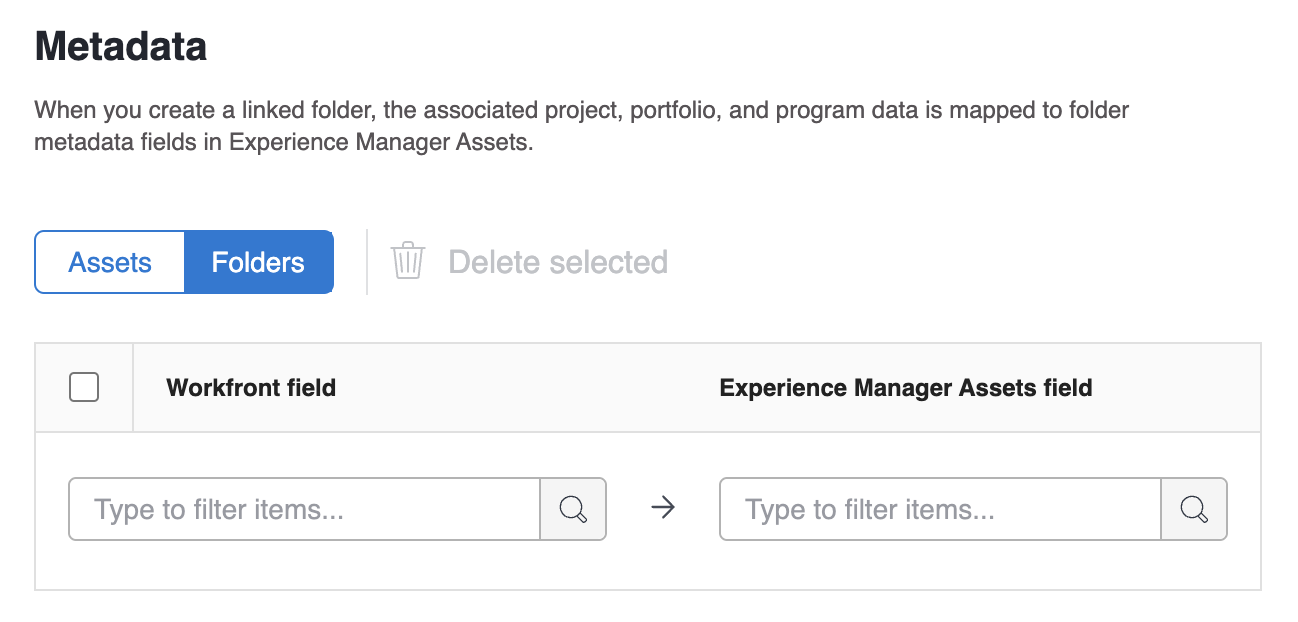 Metadata
When you create a linked folder, the associated project, portfolio, and program data is mapped to folder
metadata fields in Experience Manager Assets.
Assets Folders Delete selected
Workfront field Experience Manager Assets field
Type to filter items... Type to filter items...